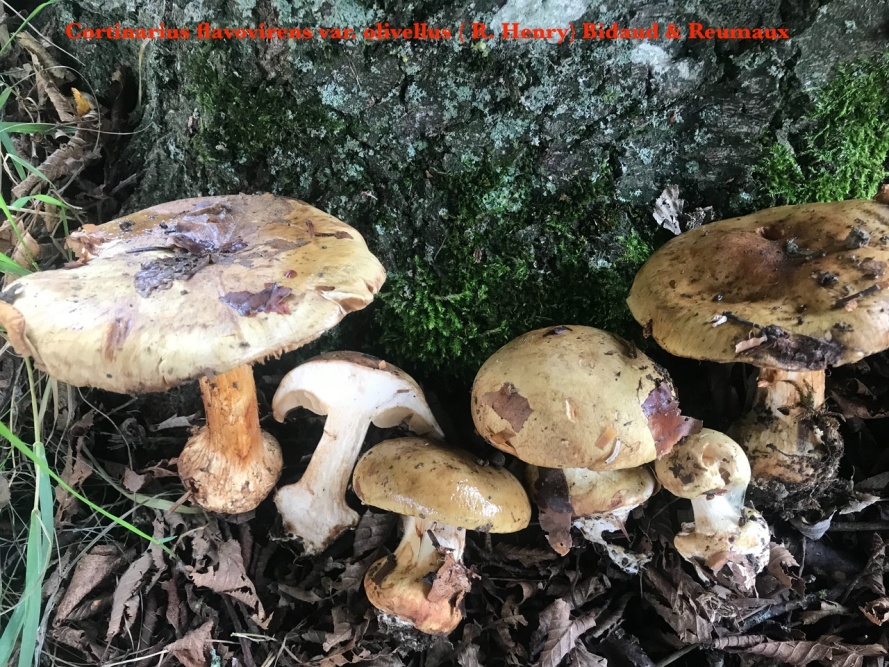 Cortinarius flavovirens var. olivellus ( R. Henry) Bidaud & Reumaux